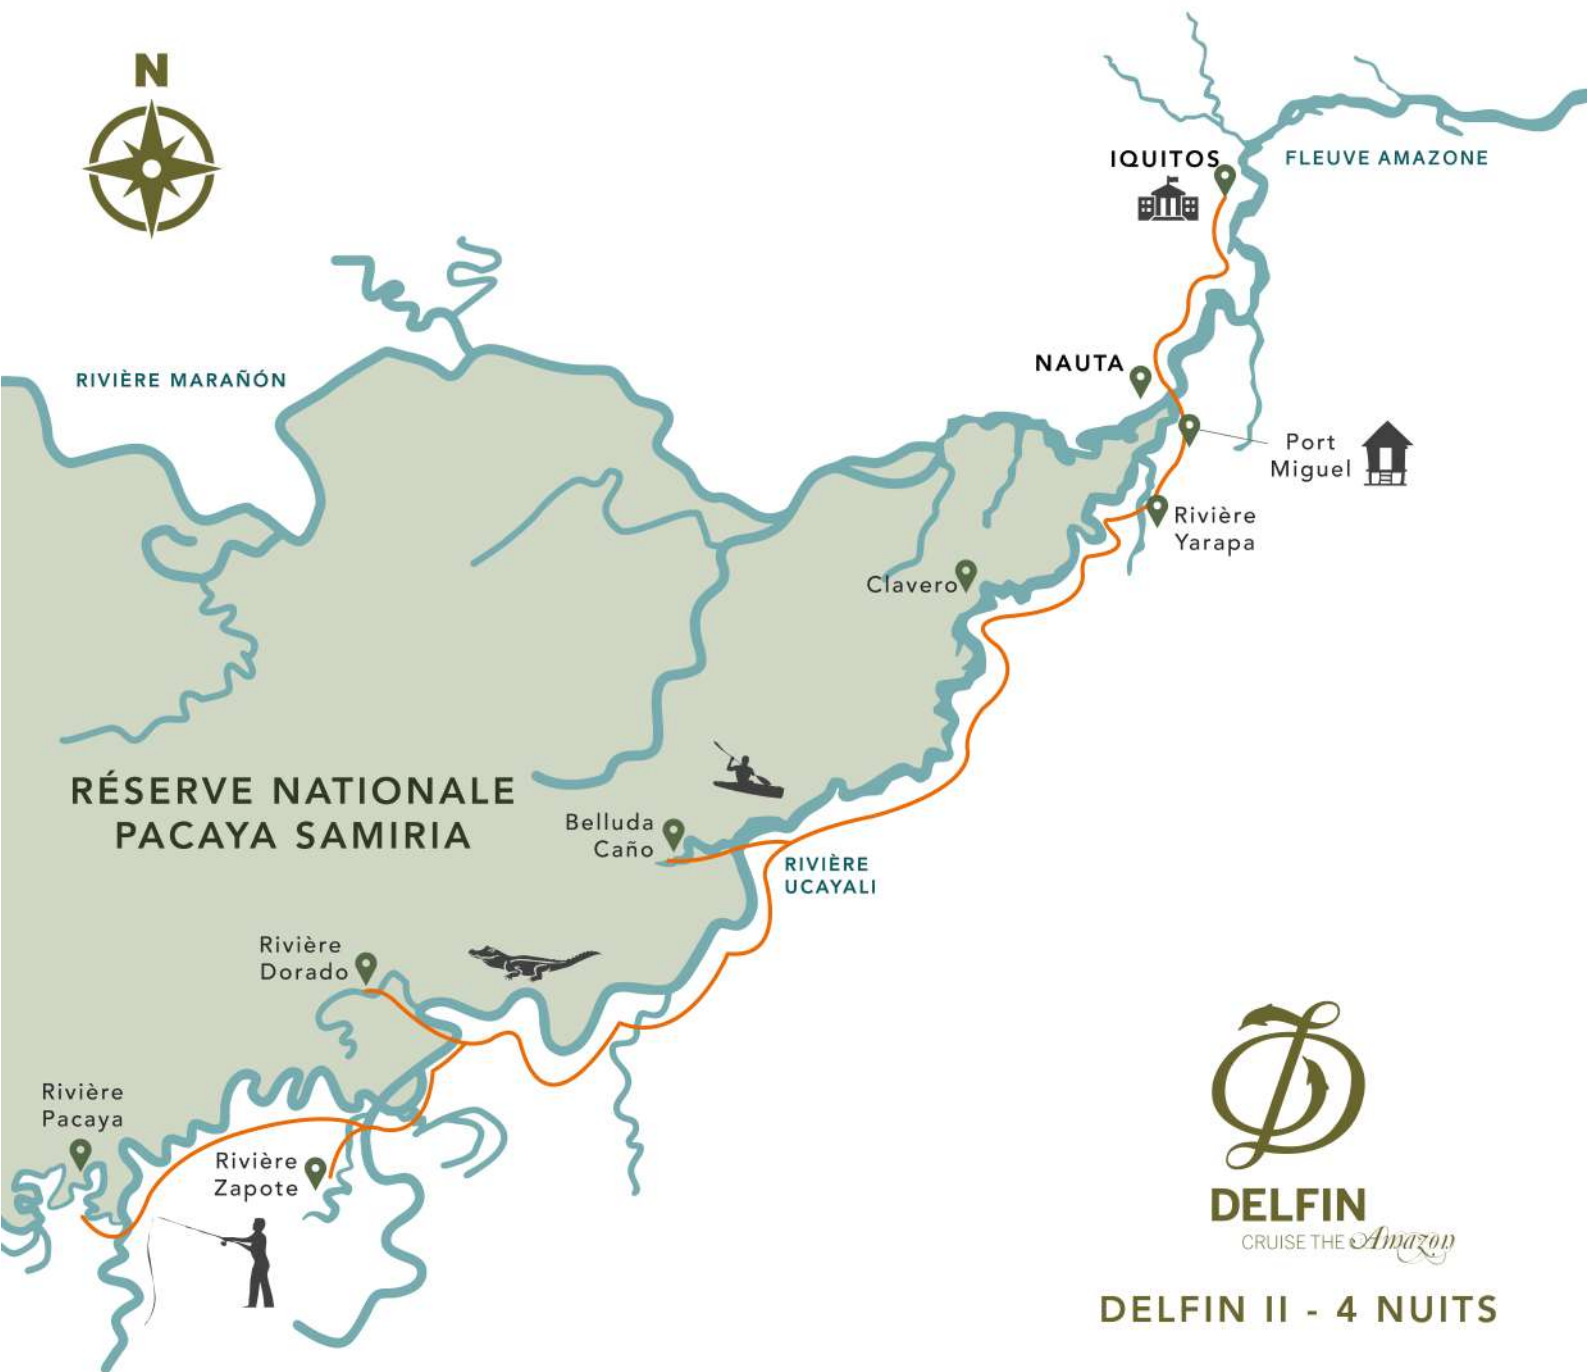 N
IQUITOS
FLEUVE AMAZONE
RIVIÈRE MARAÑÓN
NAUTA
Port
Miguel
Rivière
Yarapa
Clavero
RÉSERVE NATIONALE
PACAYA SAMIRIA
Belluda
Caño
RIVIÈRE
UCAYALI
Rivière
Dorado
Rivière
Pacaya
Rivière
Zapote
DELFIN
CRUISE THE Amazon
DELFIN II - 4 NUITS